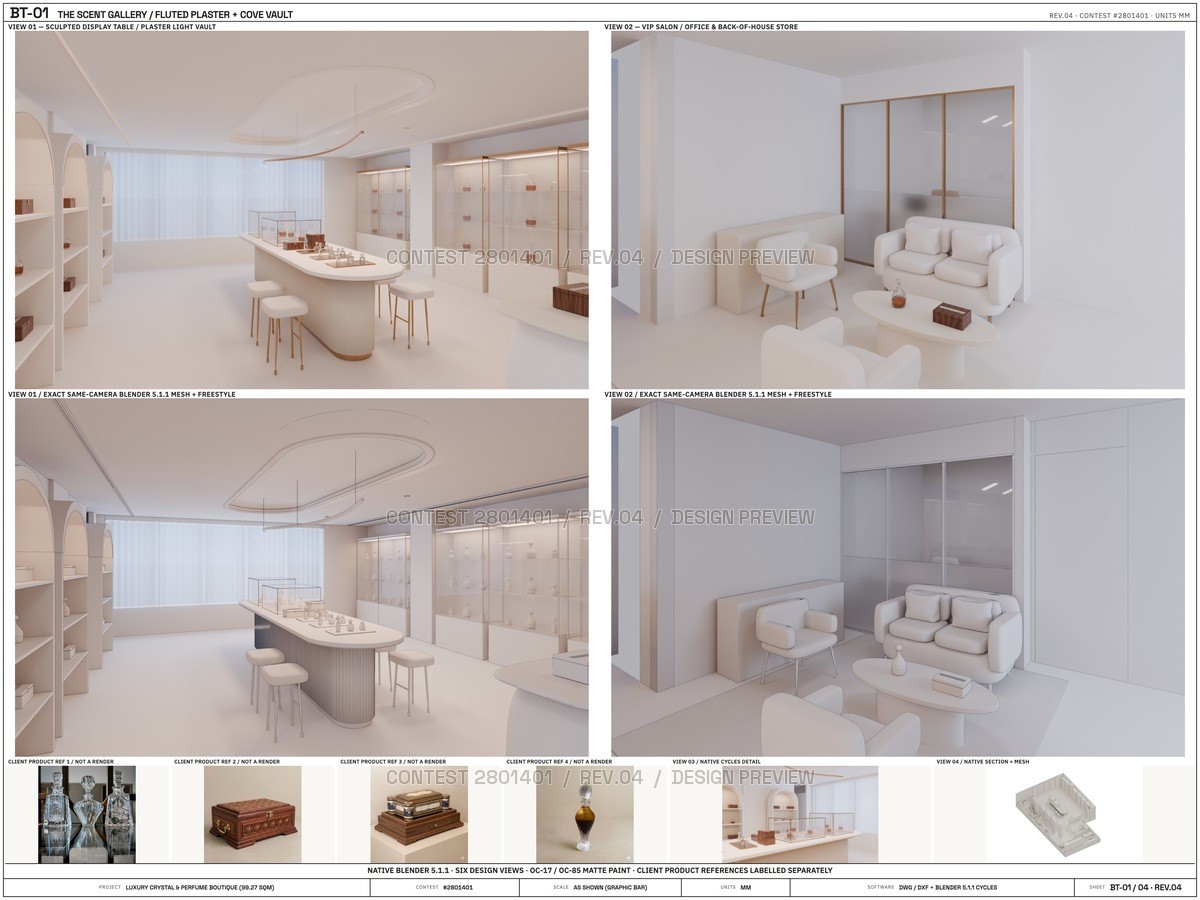 BT-01 THE SCENT GALLERY / FLUTED PLASTER + COVE VAULT
REV.04 · CONTEST #2801401 · UNITS MM
VIEW 01 — SCULPTED DISPLAY TABLE / PLASTER LIGHT VAULT
VIEW 02 — VIP SALON / OFFICE & BACK-OF-HOUSE STORE
CONTEST 2801401 / REV.04 / DESIGN PREVIEW
VIEW 01 / EXACT SAME-CAMERA BLENDER 5.1.1 MESH + FREESTYLE
VIEW 02 / EXACT SAME-CAMERA BLENDER 5.1.1 MESH + FREESTYLE
CONTEST 2801401 / REV.04 / DESIGN PREVIEW
CLIENT PRODUCT REF 1 / NOT A RENDER
CLIENT PRODUCT REF 2 / NOT A RENDER
CLIENT PRODUCT REF 3 / NOT A RENDER
CLIENT PRODUCT REF 4 / NOT A RENDER
VIEW 03 / NATIVE CYCLES DETAIL
VIEW 04 / NATIVE SECTION + MESH
CONTEST 2801401 / REV.04 / DESIGN PREVIEW
NATIVE BLENDER 5.1.1 · SIX DESIGN VIEWS · OC-17 / OC-85 MATTE PAINT · CLIENT PRODUCT REFERENCES LABELLED SEPARATELY
PROJECT LUXURY CRYSTAL & PERFUME BOUTIQUE (99.27 SQM)
CONTEST #2801401
SCALE AS SHOWN (GRAPHIC BAR)
UNITS MM
SOFTWARE DWG / DXF + BLENDER 5.1.1 CYCLES
SHEET BT-01 / 04 · REV.04